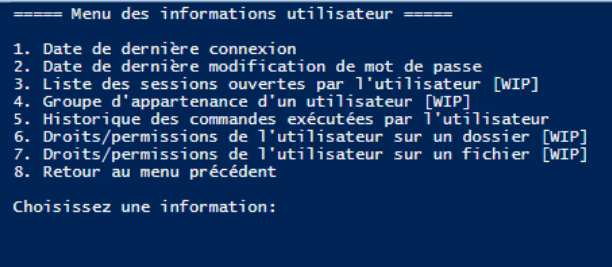 ===== Menu des informations utilisateur =====
1. Date de dernière connexion
2. Date de dernière modification de mot de passe
3. Liste des sessions ouvertes par l'utilisateur [WIP]
4. Groupe d'appartenance d'un utilisateur [WIP]
5. Historique des commandes exécutées par l'utilisateur
6. Droits/permissions de l'utilisateur sur un dossier [WIP]
7. Droits/permissions de l'utilisateur sur un fichier [WIP]
8. Retour au menu précédent
Choisissez une information: